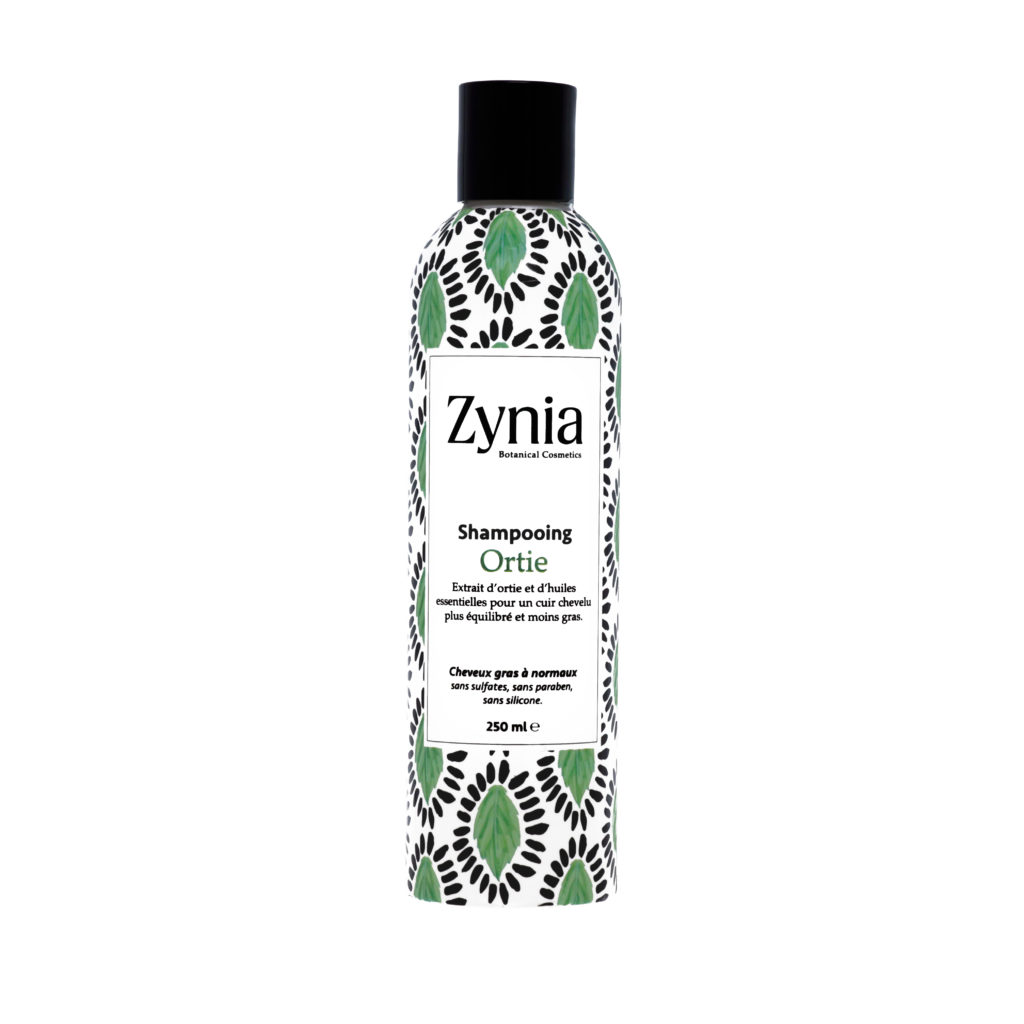 Zynia
Botanical Cosmetics
Shampooing
Ortie
Extrait d'ortie et d'huiles
essentielles pour un cuir chevelu
plus équilibré et moins gras.
Cheveux gras à normaux
sans sulfates, sans paraben,
sans silicone.
250 ml ℮